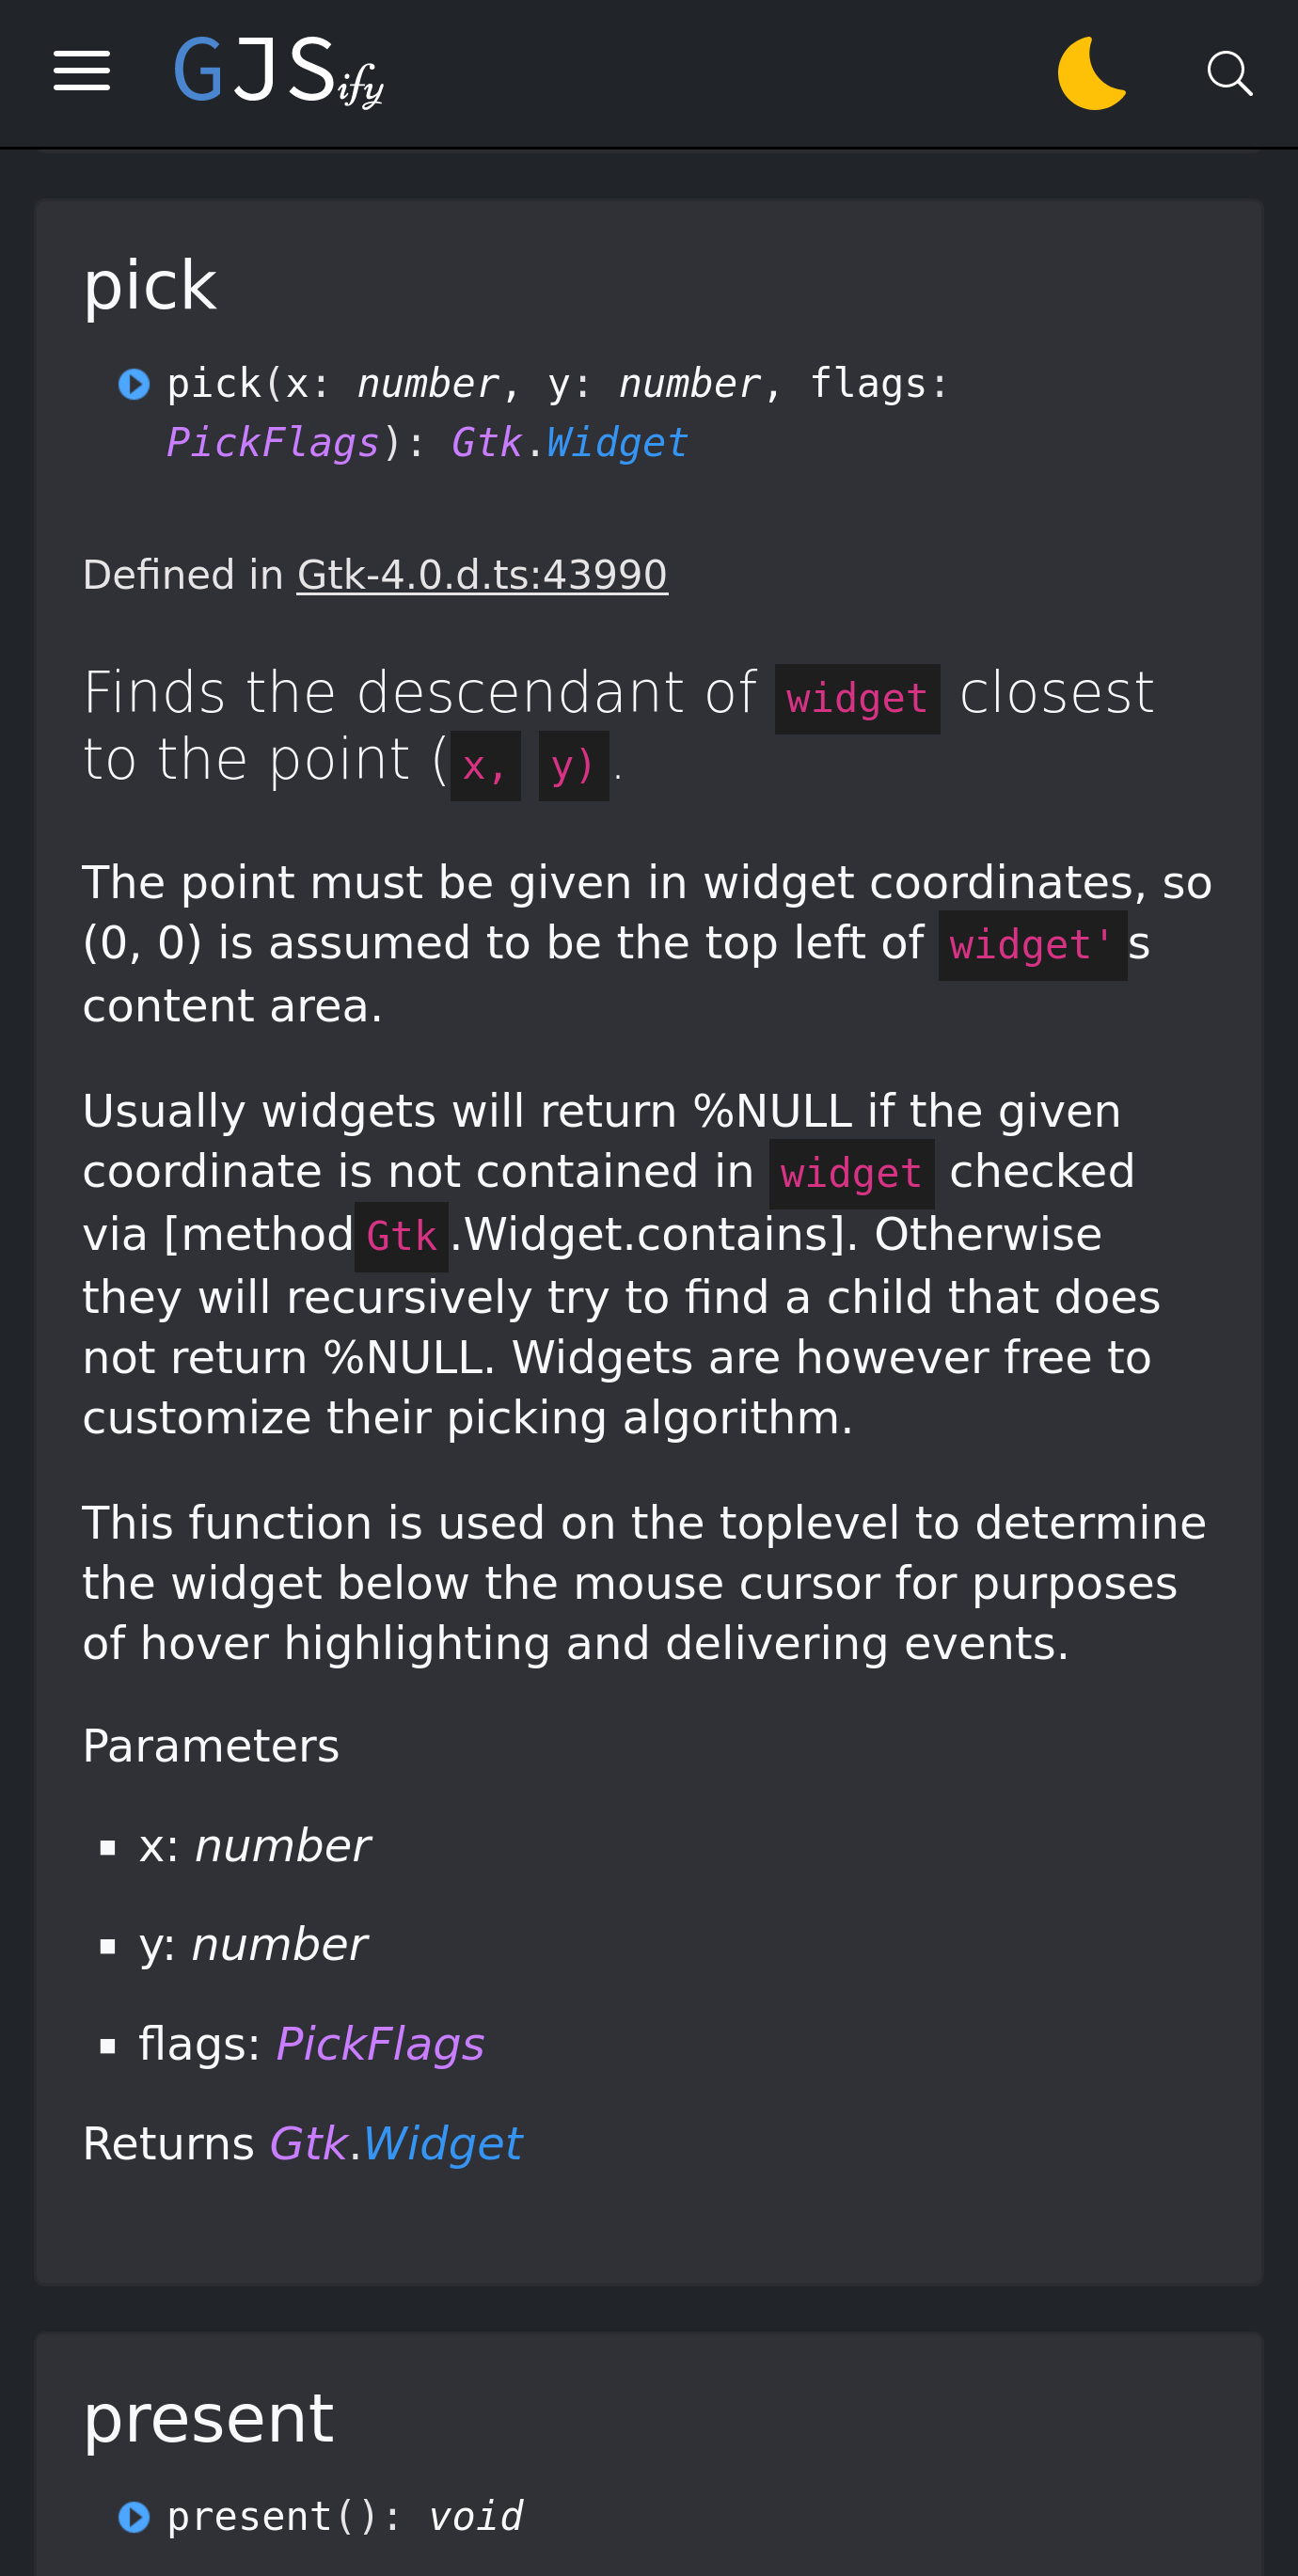 GJSify
pick
pick(x: number, y: number, flags:
PickFlags): Gtk.Widget
Defined in Gtk-4.0.d.ts:43990
Finds the descendant of widget closest
to the point (x, y).
The point must be given in widget coordinates, so
(0, 0) is assumed to be the top left of widget's
content area.
Usually widgets will return %NULL if the given
coordinate is not contained in widget checked
via [methodGtk.Widget.contains]. Otherwise
they will recursively try to find a child that does
not return %NULL. Widgets are however free to
customize their picking algorithm.
This function is used on the toplevel to determine
the widget below the mouse cursor for purposes
of hover highlighting and delivering events.
Parameters
x: number
y: number
flags: PickFlags
Returns Gtk.Widget
present
present(): void